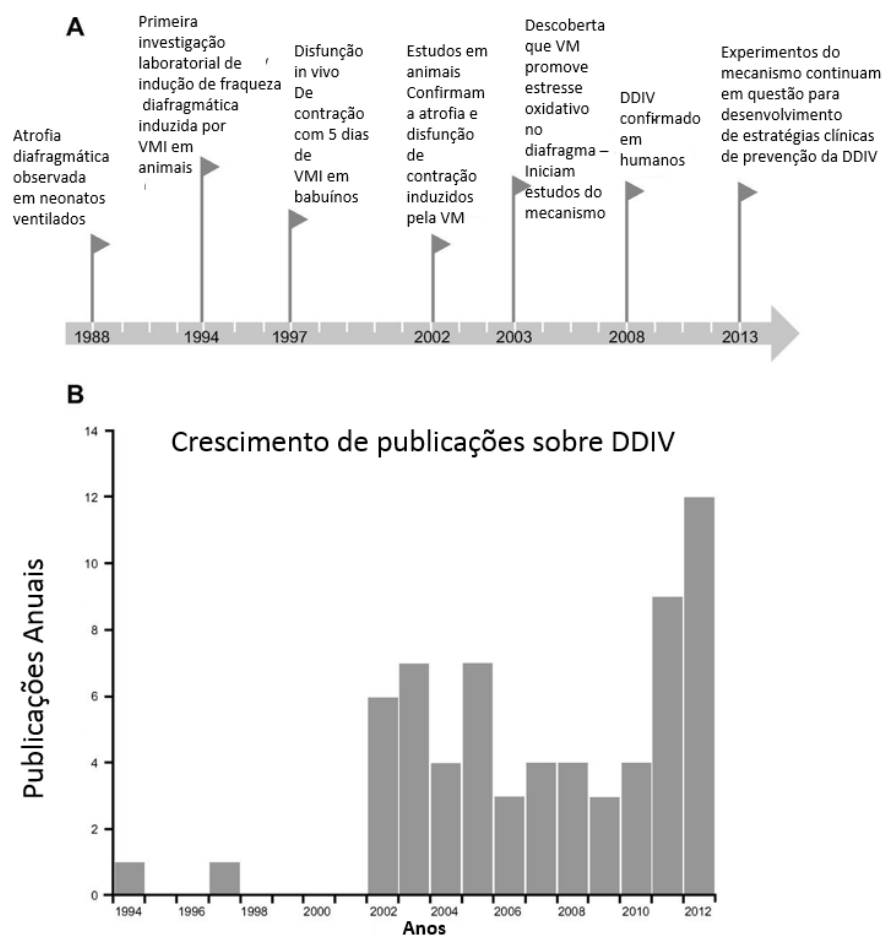 A
Atrofia
diafragmática
observada
em neonatos
ventilados
Primeira
investigação
laboratorial de
indução de fraqueza
diafragmática
induzida por
VMI em
animais
Disfunção
in vivo
De
contração
com 5 dias
de
VMI em
babuínos
Estudos em
animais
Confirmam
a atrofia e
disfunção
de
contração
induzidos
pela VM
Descoberta
que VM
promove
estresse
oxidativo
no
diafragma –
Iniciam
estudos do
mecanismo
DDIV
confirmado
em
humanos
Experimentos do
mecanismo continuam
em questão para
desenvolvimento
de estratégias clínicas
de prevenção da DDIV
1988 1994 1997 2002 2003 2008 2013
B
Crescimento de publicações sobre DDIV
Publicações Anuais
14
12
10
8
6
4
2
0
1994 1996 1998 2000 2002 2004 2006 2008 2010 2012
Anos